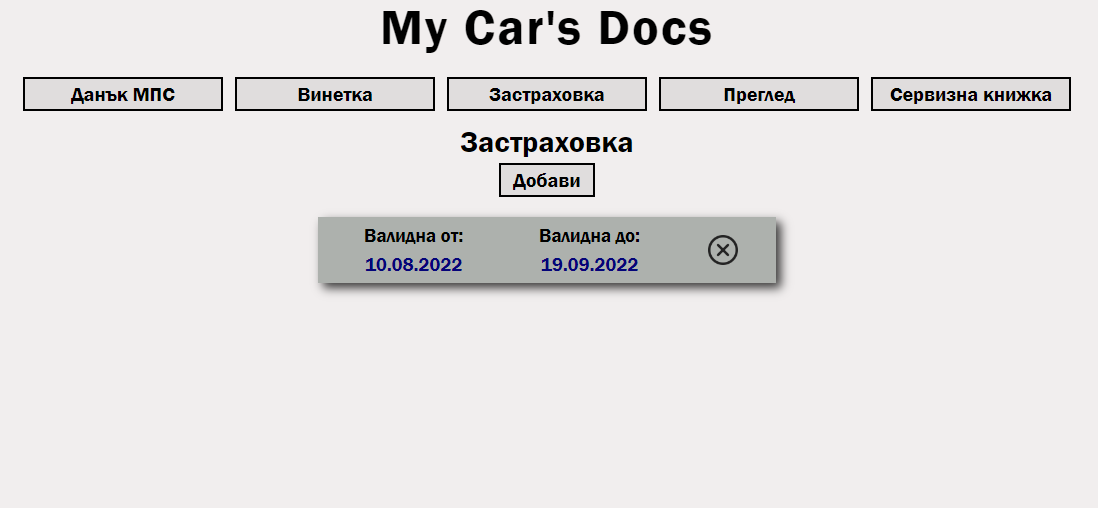 My Car's Docs
Данък МПС Винетка Застраховка Преглед Сервизна книжка
Застраховка
Добави
Валидна от: Валидна до:
10.08.2022 19.09.2022